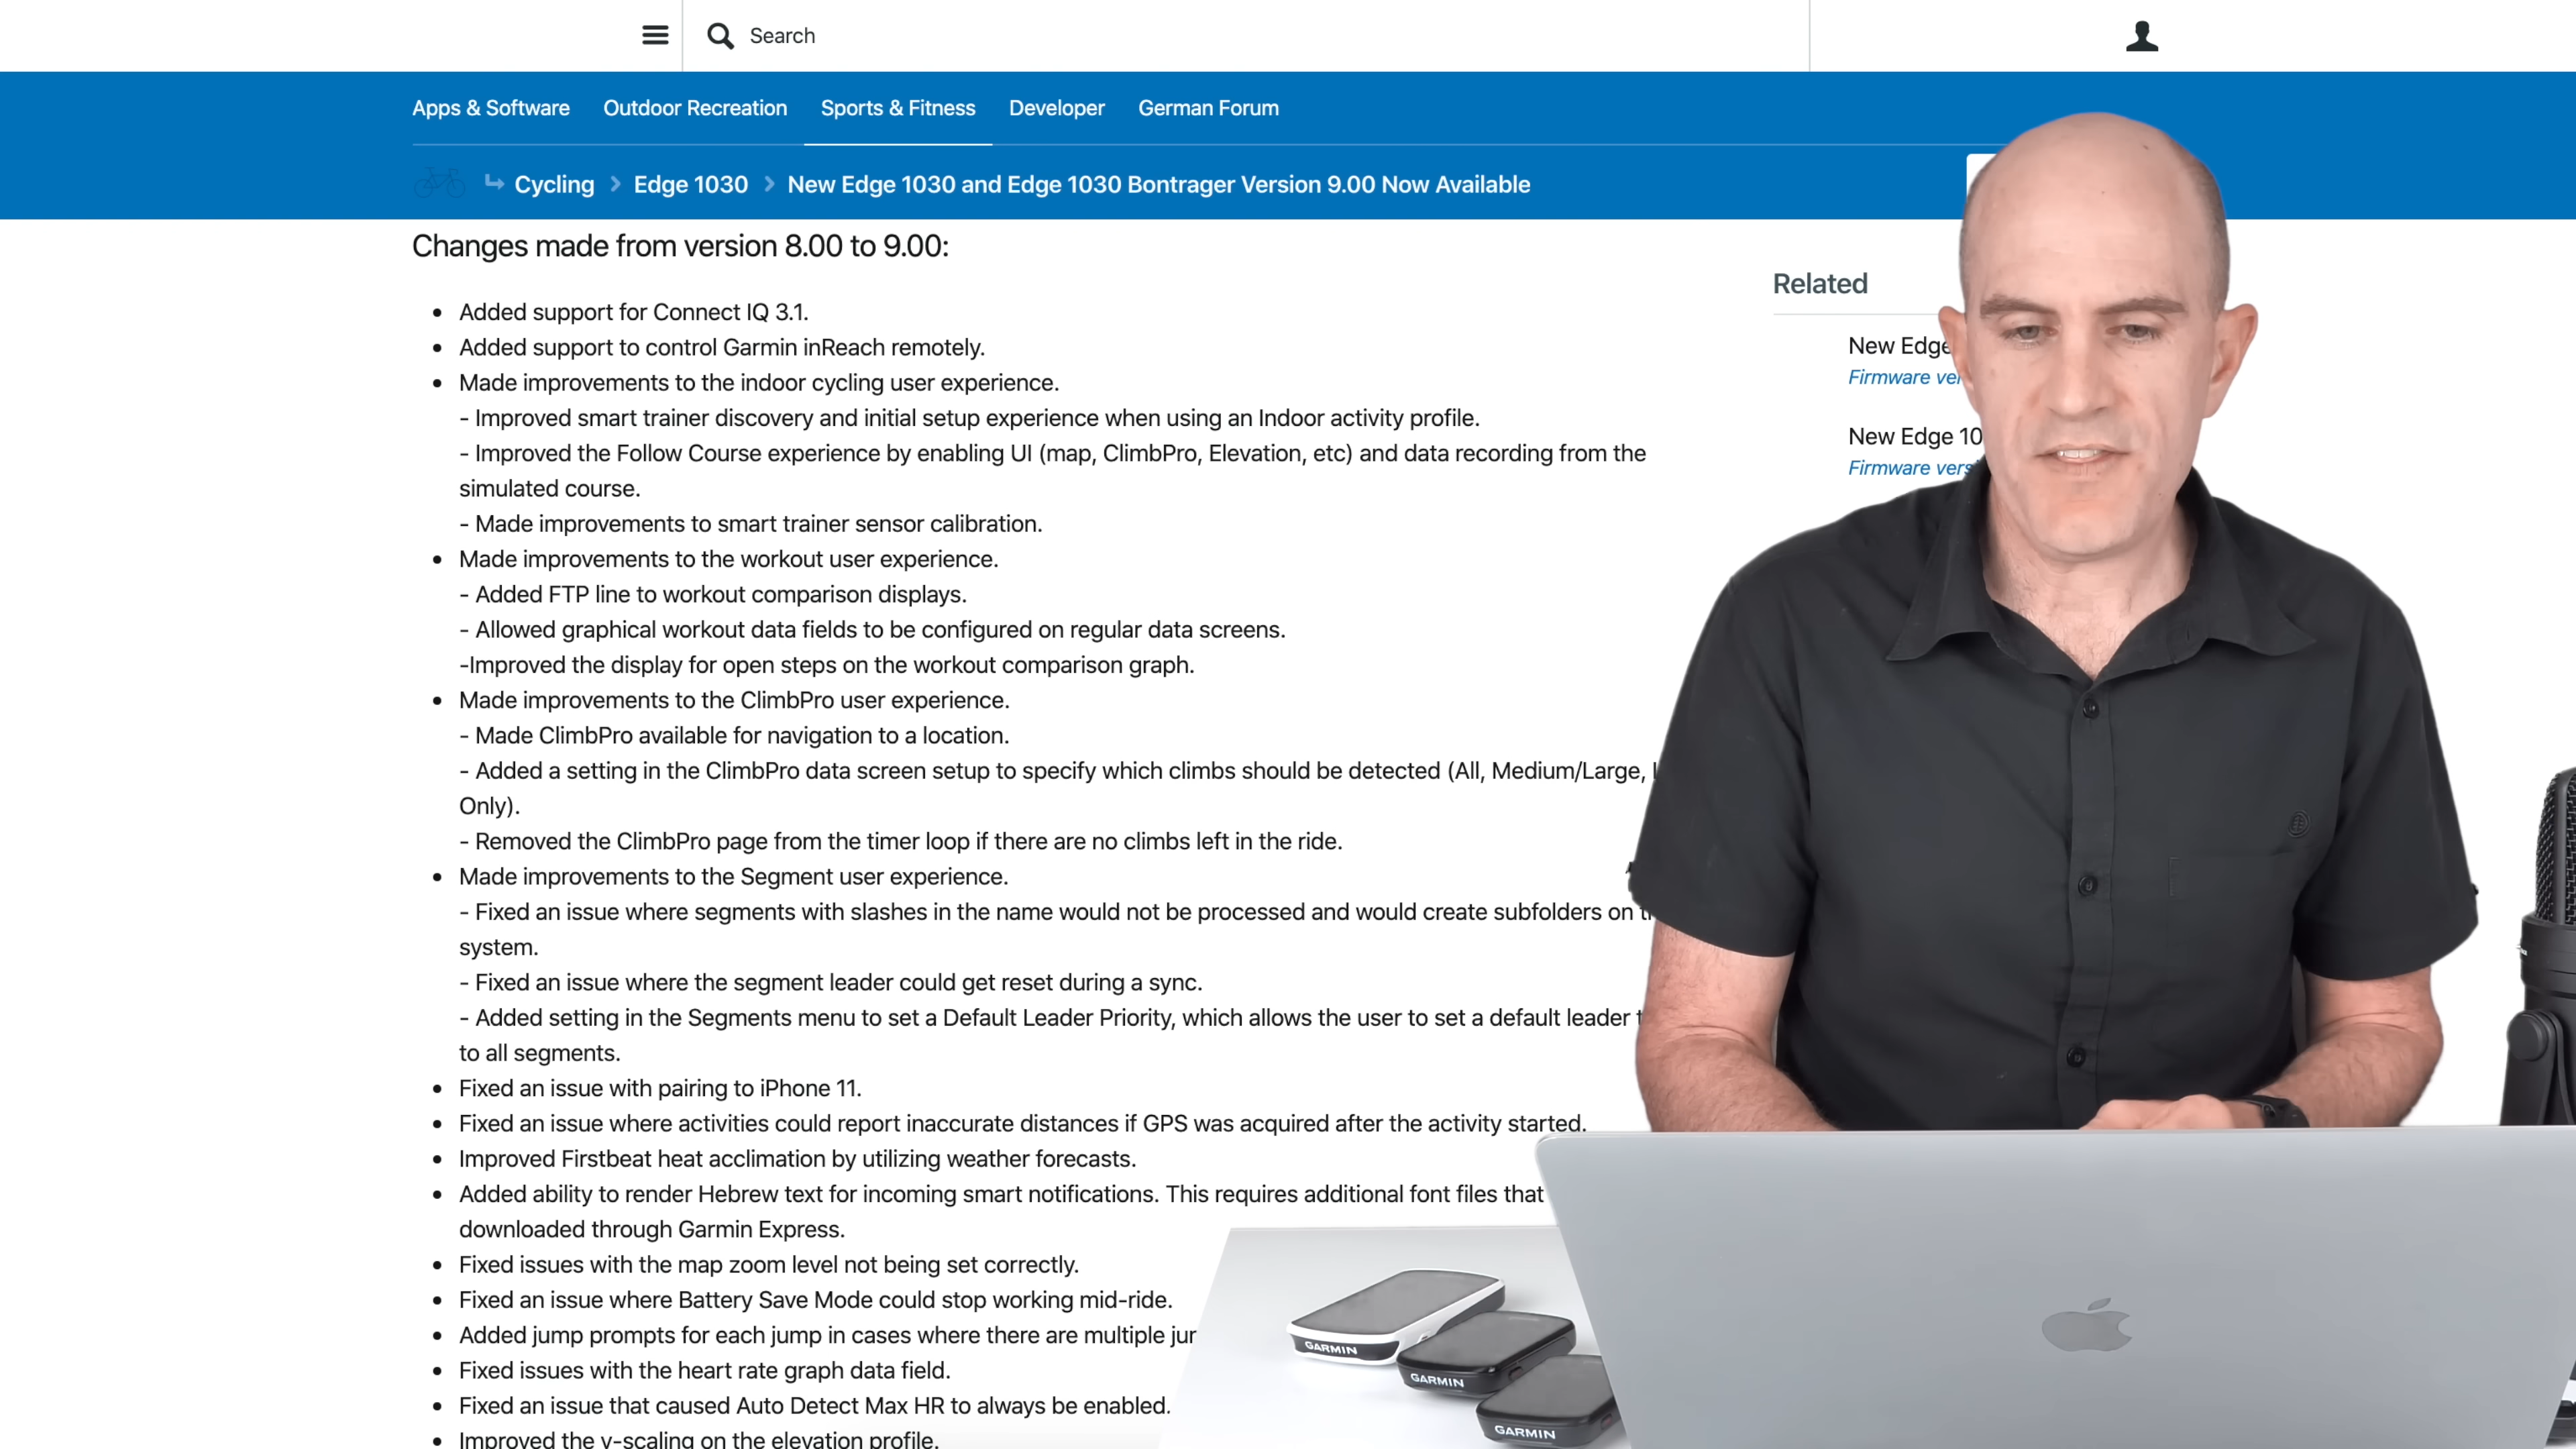 Search
Apps & Software Outdoor Recreation Sports & Fitness Developer German Forum
Cycling > Edge 1030 > New Edge 1030 and Edge 1030 Bontrager Version 9.00 Now Available
Changes made from version 8.00 to 9.00:
• Added support for Connect IQ 3.1.
• Added support to control Garmin inReach remotely.
• Made improvements to the indoor cycling user experience.
- Improved smart trainer discovery and initial setup experience when using an Indoor activity profile.
- Improved the Follow Course experience by enabling UI (map, ClimbPro, Elevation, etc) and data recording from the
simulated course.
- Made improvements to smart trainer sensor calibration.
• Made improvements to the workout user experience.
- Added FTP line to workout comparison displays.
- Allowed graphical workout data fields to be configured on regular data screens.
-Improved the display for open steps on the workout comparison graph.
• Made improvements to the ClimbPro user experience.
- Made ClimbPro available for navigation to a location.
- Added a setting in the ClimbPro data screen setup to specify which climbs should be detected (All, Medium/Large,
Only).
- Removed the ClimbPro page from the timer loop if there are no climbs left in the ride.
• Made improvements to the Segment user experience.
- Fixed an issue where segments with slashes in the name would not be processed and would create subfolders on
system.
- Fixed an issue where the segment leader could get reset during a sync.
- Added setting in the Segments menu to set a Default Leader Priority, which allows the user to set a default leader
to all segments.
• Fixed an issue with pairing to iPhone 11.
• Fixed an issue where activities could report inaccurate distances if GPS was acquired after the activity started.
• Improved Firstbeat heat acclimation by utilizing weather forecasts.
• Added ability to render Hebrew text for incoming smart notifications. This requires additional font files that
downloaded through Garmin Express.
• Fixed issues with the map zoom level not being set correctly.
• Fixed an issue where Battery Save Mode could stop working mid-ride.
• Added jump prompts for each jump in cases where there are multiple
• Fixed issues with the heart rate graph data field.
• Fixed an issue that caused Auto Detect Max HR to always be enabled.
• Improved the y-scaling on the elevation profile.
Related
New Edge
Firmware
New Edge 10
Firmware
GARMIN
GARMIN
GARMIN